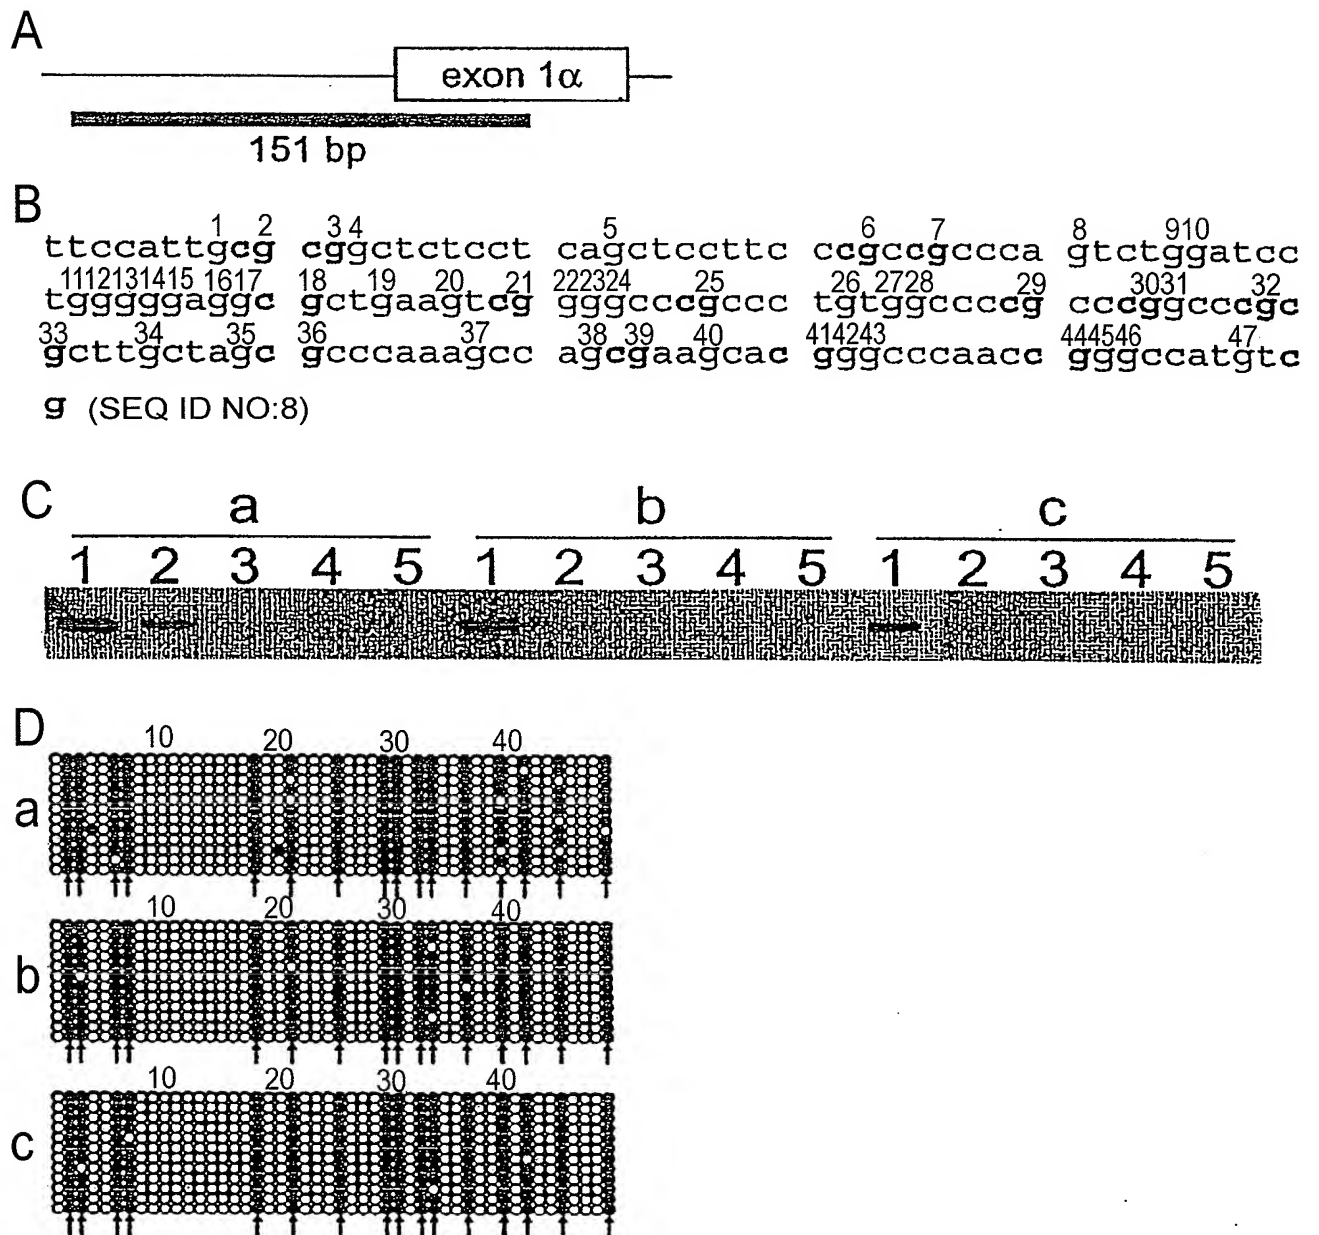 A
exon 1α
151 bp
B
1 2 3 4 5 6 7 8 9 10
ttccattgcg cggctctcct cagctccttc cccgccgccca gtctggatcc
11 12 13 14 15 16 17 18 19 20 21 22 23 24 25 26 27 28 29 30 31 32
tgggggaggc gctgaagtcg gggcccgccc tgtggccccg cccggcccgc
33 34 35 36 37 38 39 40 41 42 43 44 45 46 47
gcttgctagc gcccaaagcc agcgaagcac gggcccaacc gggccatgtc
g (SEQ ID NO:8)
C
a b c
1 2 3 4 5 1 2 3 4 5 1 2 3 4 5
D
10 20 30 40
a
10 20 30 40
b
10 20 30 40
c